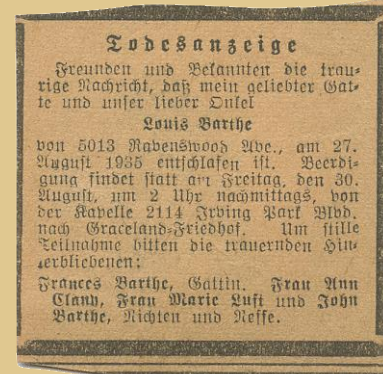 Todesanzeige
Freunden und Bekannten die trau-
rige Nachricht, daß mein geliebter Gat-
te und unser lieber Onkel
Louis Barthe
von 5013 Ravenswood Ave., am 27.
August 1935 entschlafen ist. Beerdi-
gung findet statt am Freitag, den 30.
August, um 2 Uhr nachmittags, von
der Kapelle 2114 Irving Park Blvd.
nach Graceland-Friedhof. Um stille
Teilnahme bitten die trauernden Hin-
terbliebenen:
Frances Barthe, Gattin. Frau Ann
Clany, Frau Marie Luft und John
Barthe, Nichten und Neffe.